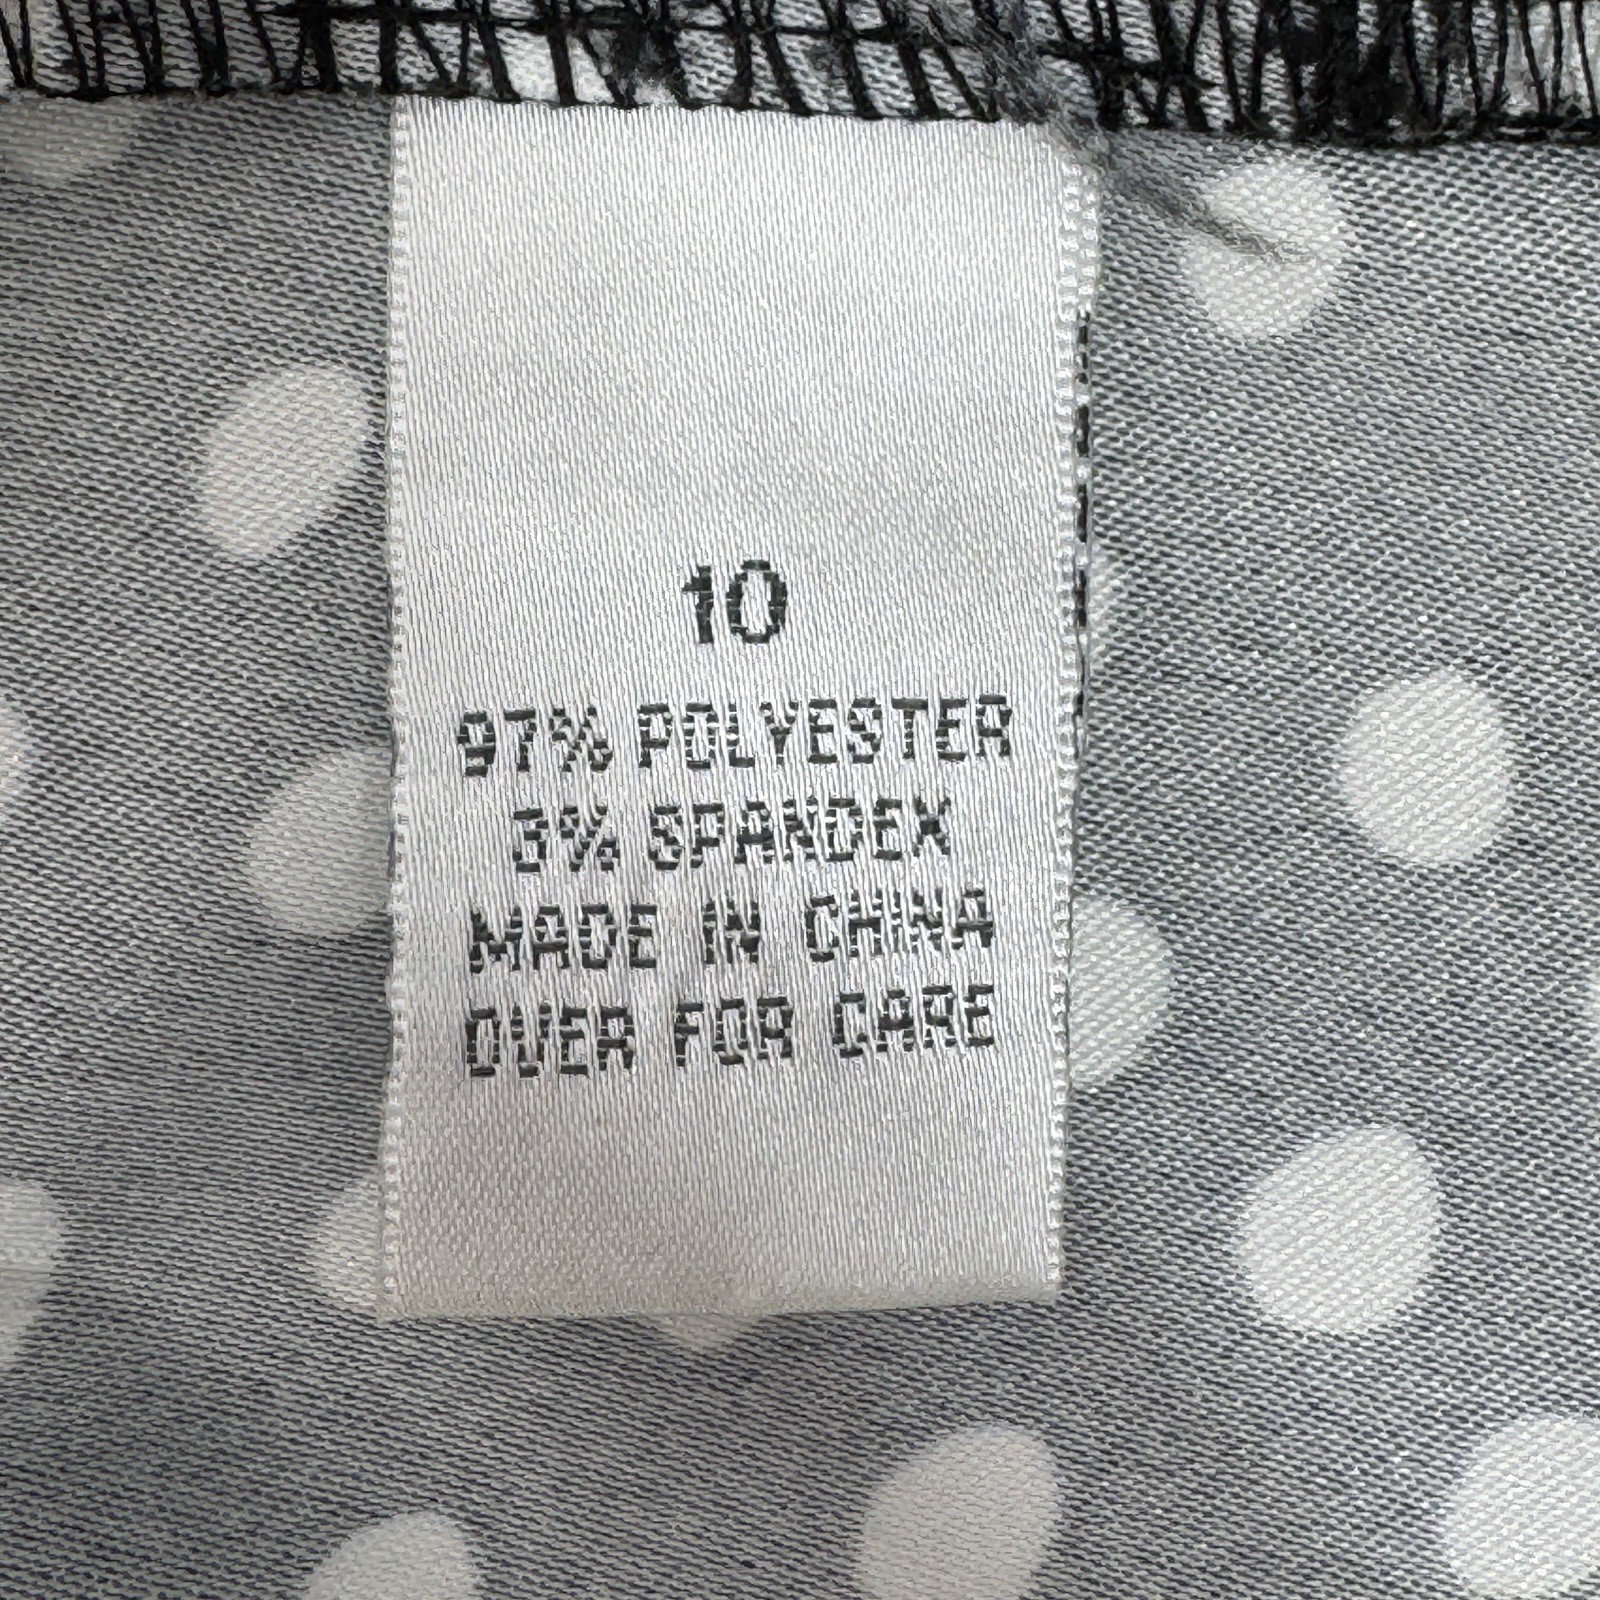 10
97% POLYESTER
3% SPANDEX
MADE IN CHINA
OVER FOR CARE